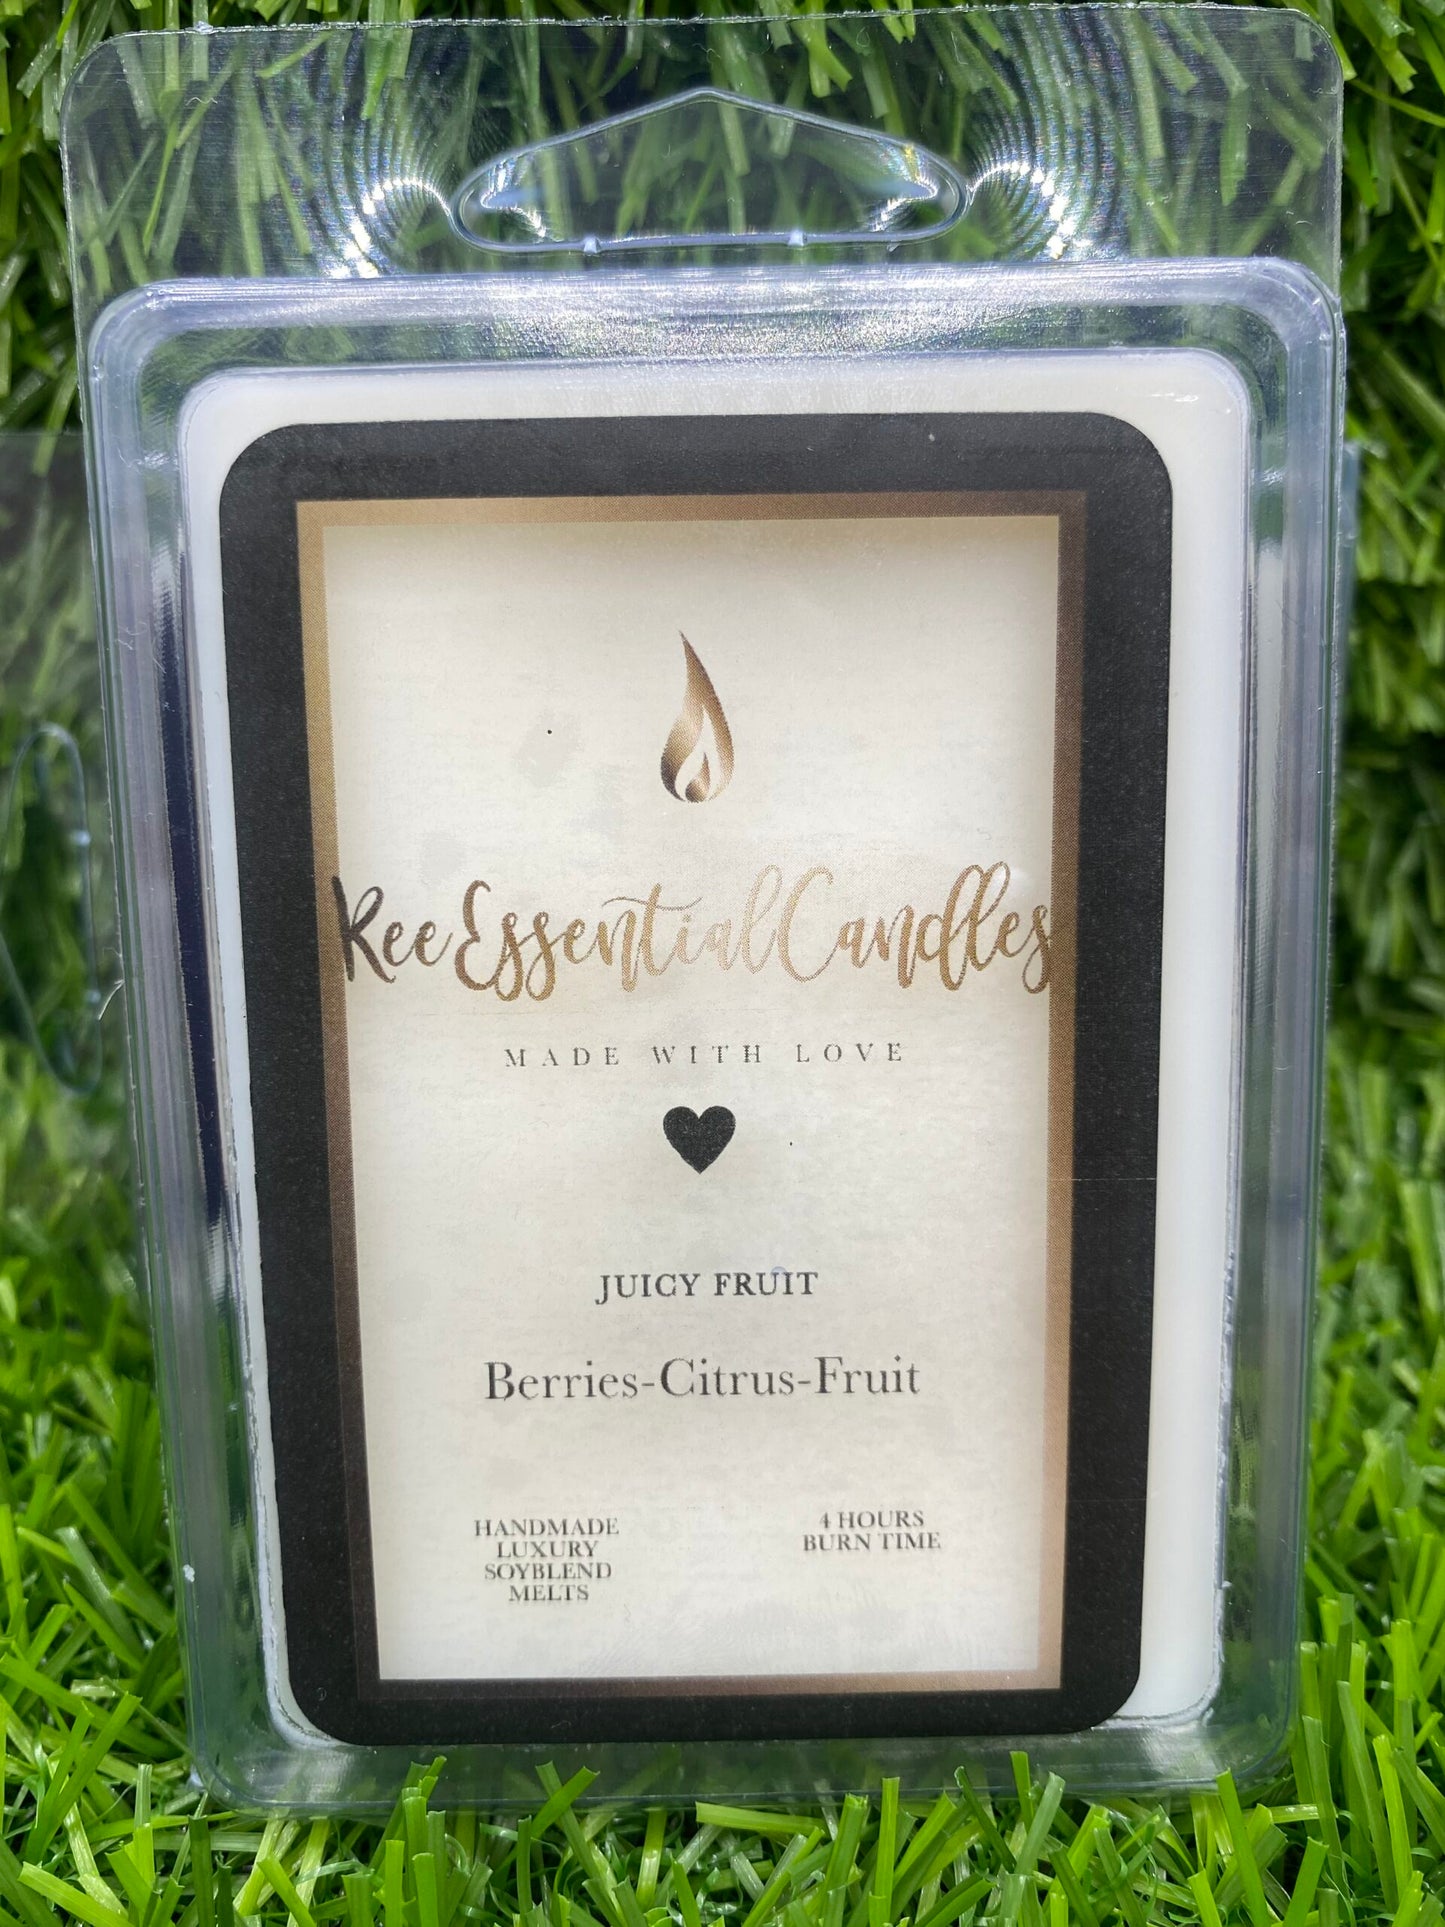 Ree Essential Candles
MADE WITH LOVE
JUICY FRUIT
Berries-Citrus-Fruit
HANDMADE
LUXURY
SOYBLEND
MELTS
4 HOURS
BURN TIME